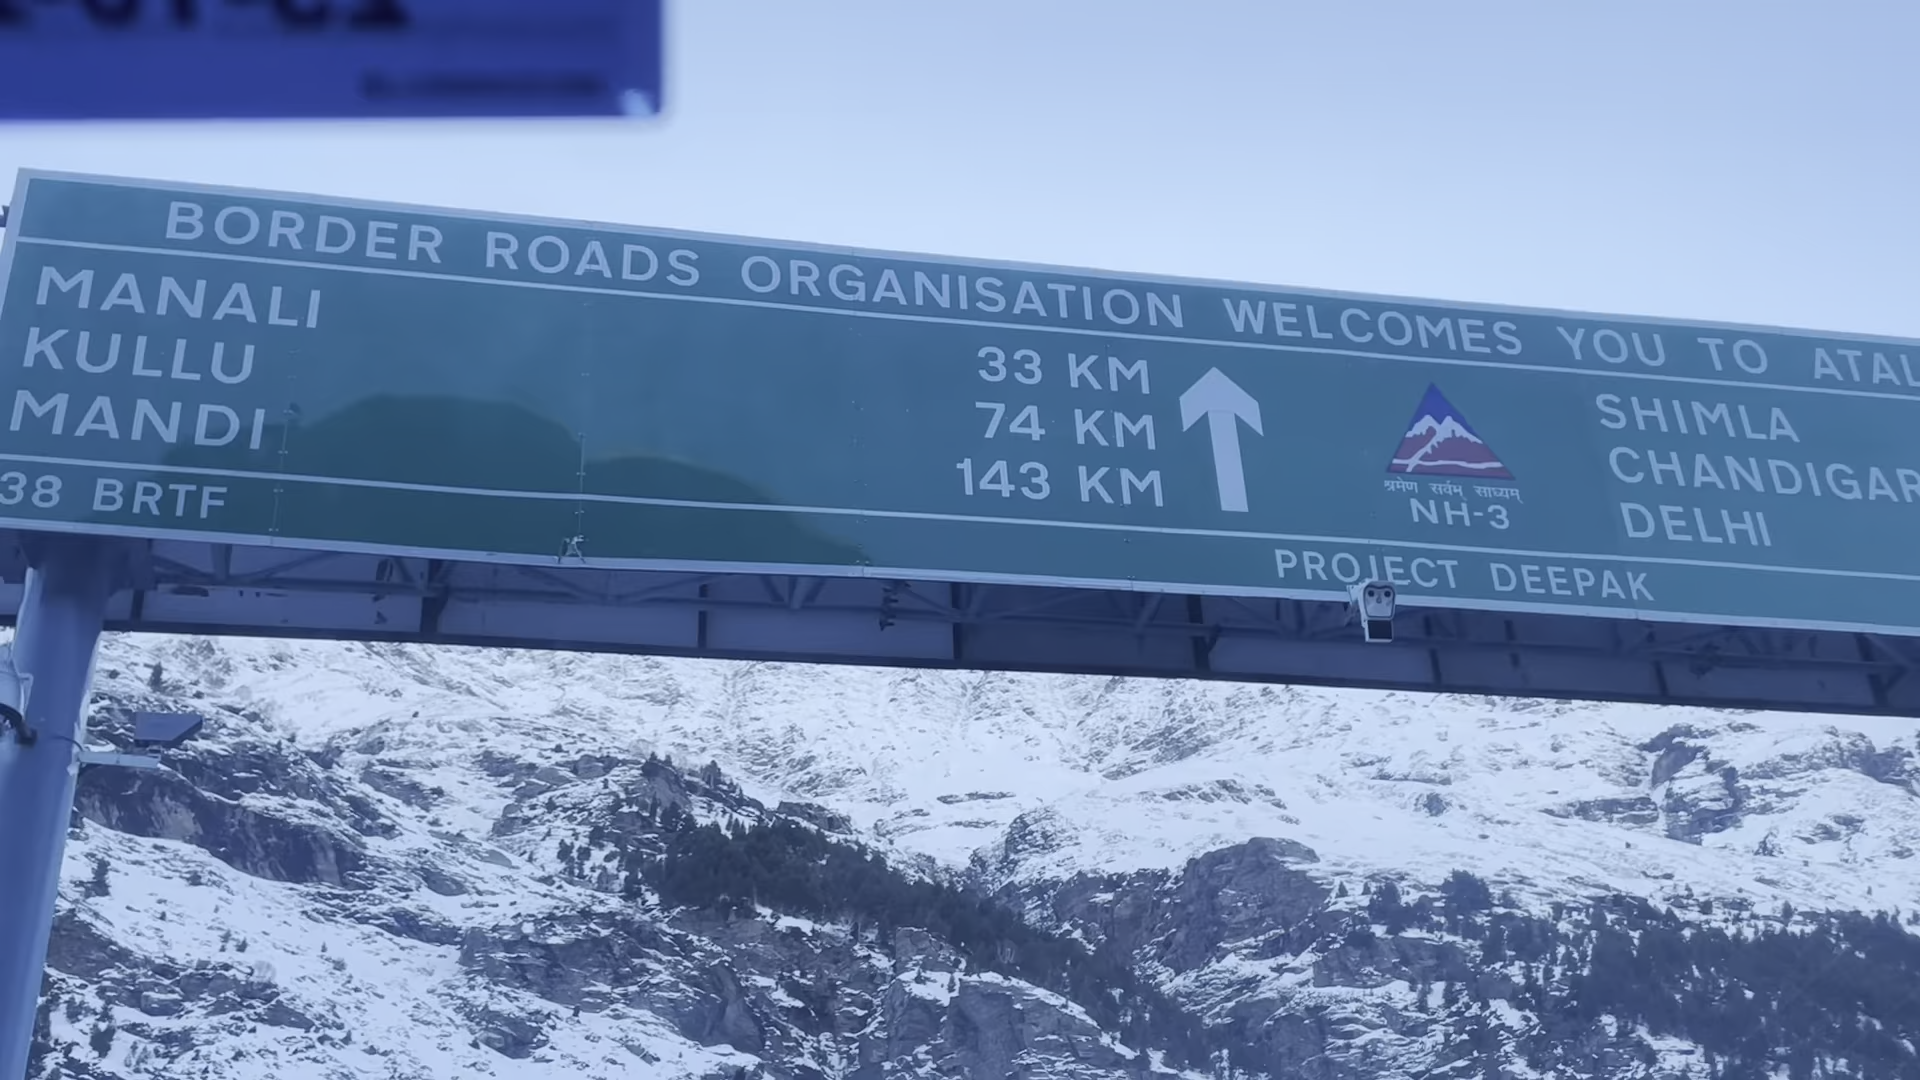 BORDER ROADS ORGANISATION WELCOMES YOU TO ATAL
MANALI 33 KM
KULLU 74 KM
MANDI 143 KM
श्रमेण सर्वम् साध्यम्
NH-3
SHIMLA
CHANDIGAR
DELHI
38 BRTF
PROJECT DEEPAK